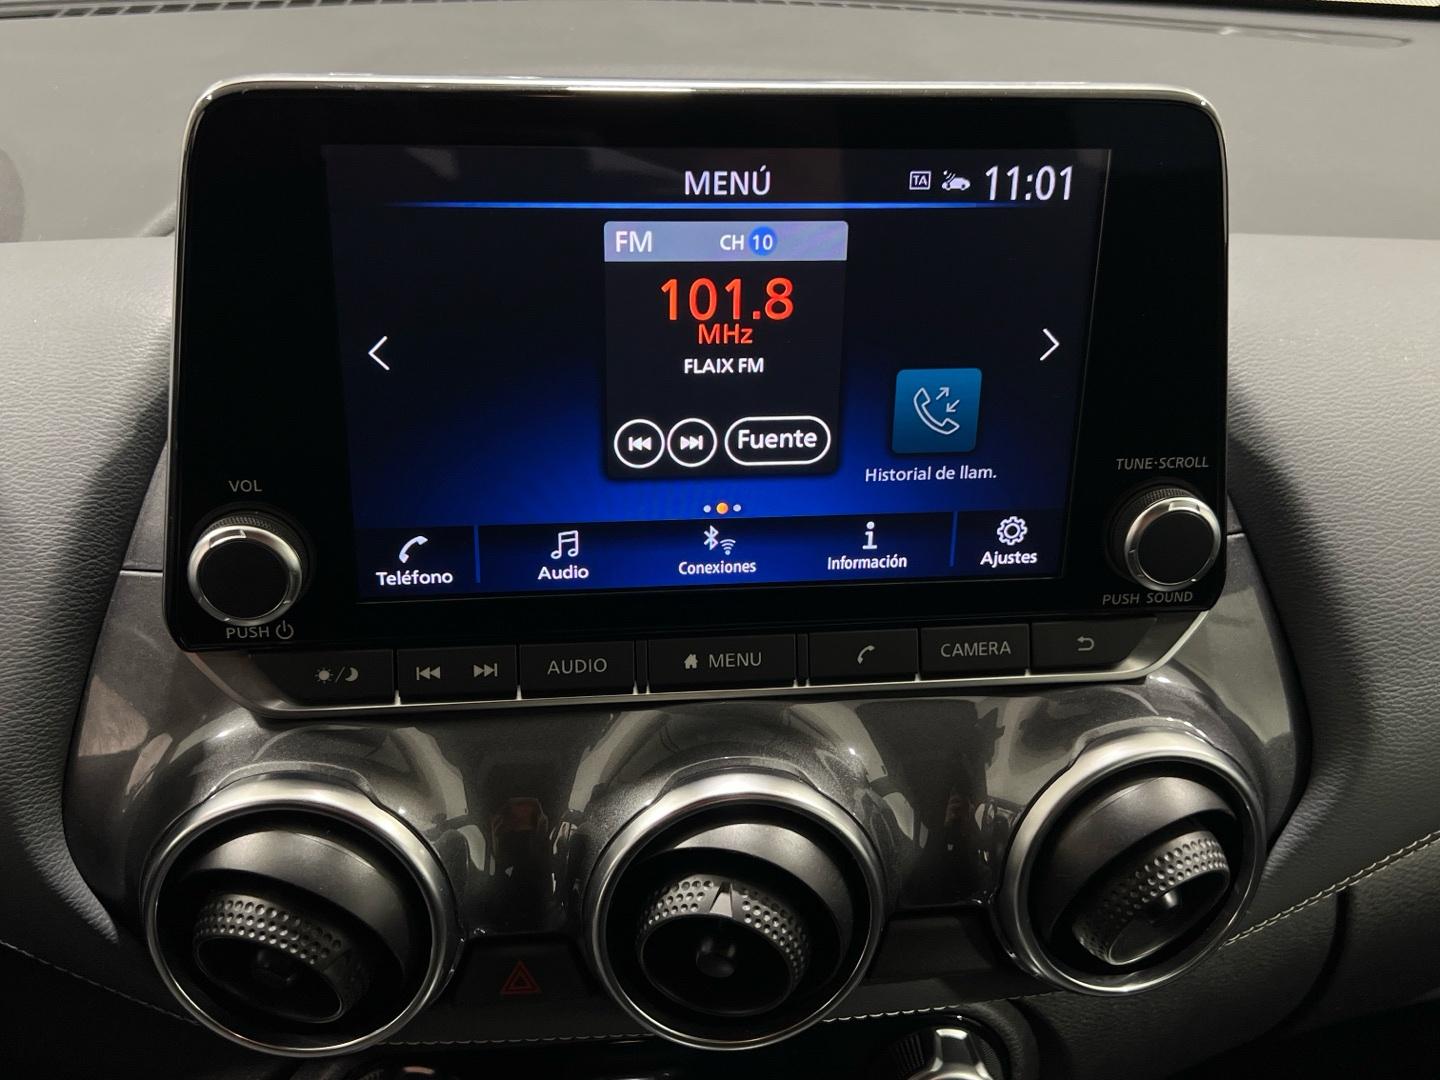 MENÚ
TA
11:01
FM
CH 10
101.8
MHz
FLAIX FM
Fuente
Historial de llam.
Teléfono
Audio
Conexiones
Información
Ajustes
VOL
PUSH
TUNE·SCROLL
PUSH SOUND
AUDIO
MENU
CAMERA